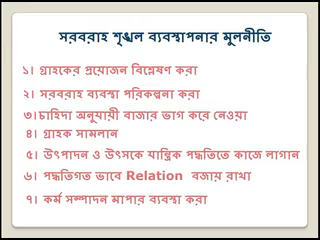 সরবরাহ শৃঙ্খল ব্যবস্থাপনার মুলনীতি
১। গ্রাহকের প্রয়োজন বিশ্লেষণ করা
২। সরবরাহ ব্যবস্থা পরিকল্পনা করা
৩।চাহিদা অনুযায়ী বাজার ভাগ করে নেওয়া
৪। গ্রাহক সামলান
৫। উৎপাদন ও উৎসকে যান্ত্রিক পদ্ধতিতে কাজে লাগান
৬। পদ্ধতিগত ভাবে Relation বজায় রাখা
৭। কর্ম সম্পাদন মাপার ব্যবস্থা করা